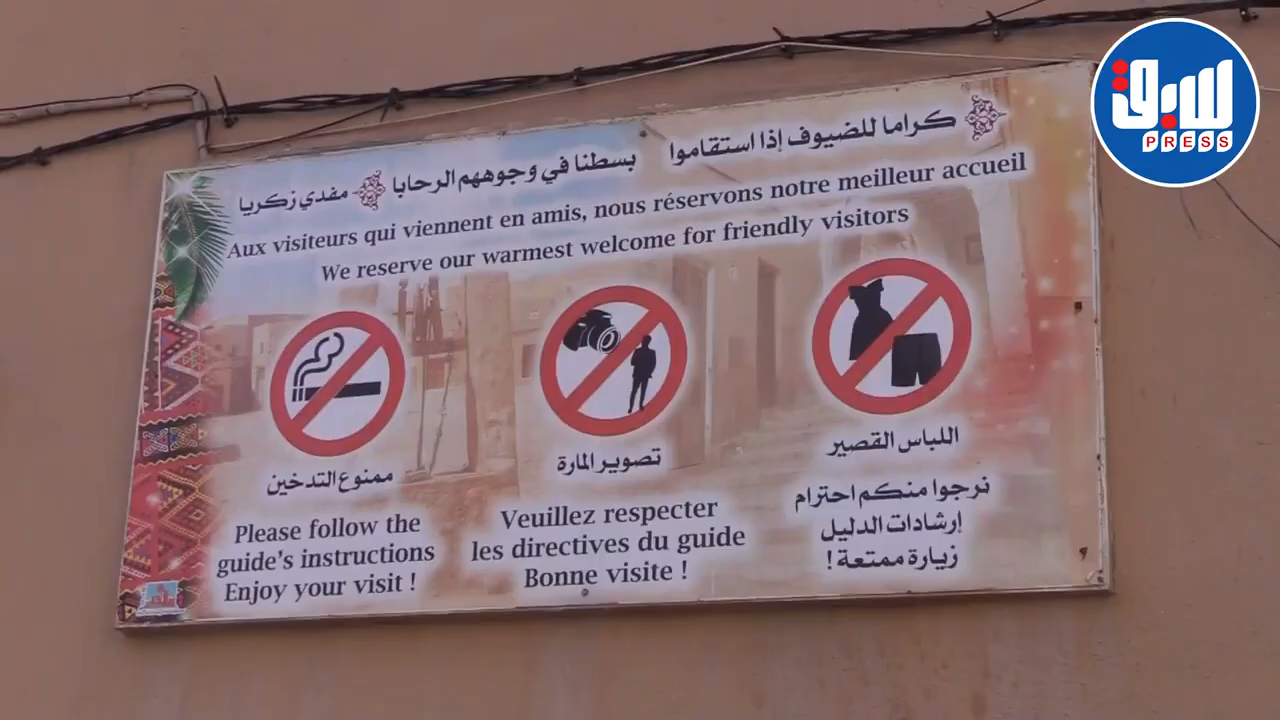 سبق
PRESS
كراما للضيوف إذا استقاموا بسطنا في وجوههم الرحابا مفدي زكريا
Aux visiteurs qui viennent en amis, nous réservons notre meilleur accueil
We reserve our warmest welcome for friendly visitors
اللباس القصير
تصوير المارة
ممنوع التدخين
نرجوا منكم احترام
إرشادات الدليل
زيارة ممتعة !
Veuillez respecter
les directives du guide
Bonne visite !
Please follow the
guide's instructions
Enjoy your visit !